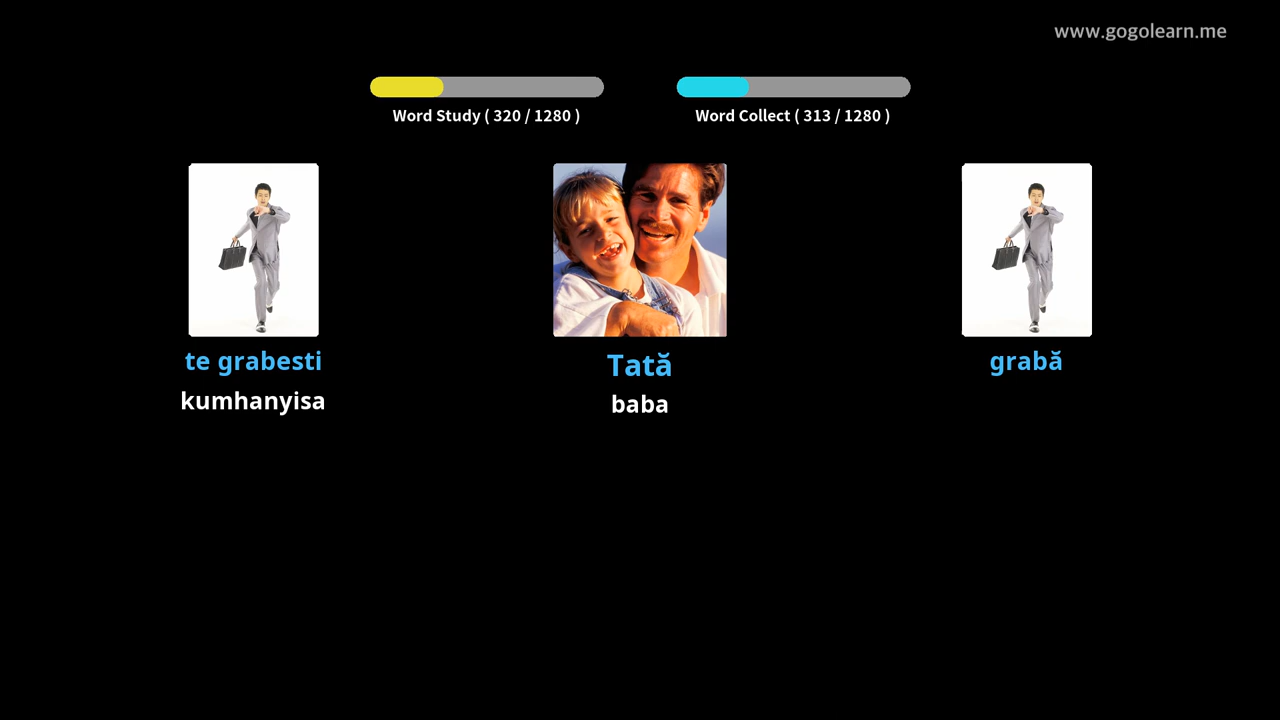 www.gogolearn.me
Word Study ( 320 / 1280 )
Word Collect ( 313 / 1280 )
te grabesti
kumhanyisa
Tată
baba
grabă